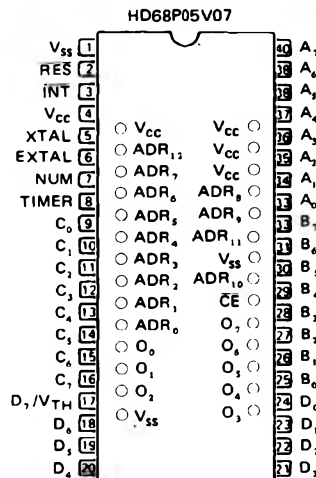 HD68P05V07
VSS 1
RES 2
INT 3
VCC 4
XTAL 5
EXTAL 6
NUM 7
TIMER 8
C0 9
C1 10
C2 11
C3 12
C4 13
C5 14
C6 15
C7 16
D7/VTH 17
D6 18
D5 19
D4 20
VCC
ADR12
ADR7
ADR6
ADR5
ADR4
ADR3
ADR2
ADR1
ADR0
O0
O1
O2
VSS
VCC
VCC
VCC
ADR8
ADR9
ADR11
VSS
ADR10
CE
O7
O6
O5
O4
O3
40 A7
39 A6
38 A5
37 A4
36 A3
35 A2
34 A1
33 A0
32 B7
31 B6
30 B5
29 B4
28 B3
27 B2
26 B1
25 B0
24 D0
23 D1
22 D2
21 D3